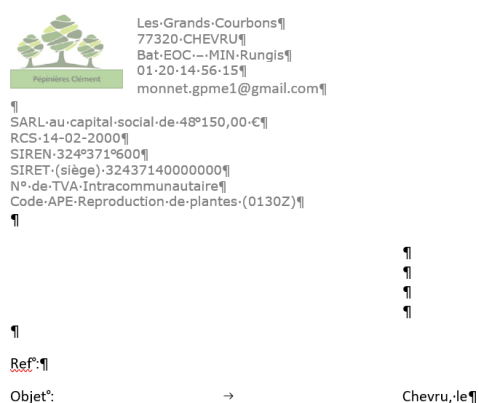 Pépinières Clément
Les·Grands·Courbons¶
77320·CHEVRU¶
Bat·EOC·–·MIN·Rungis¶
01·20·14·56·15¶
monnet.gpme1@gmail.com¶
¶
SARL·au·capital·social·de·48°150,00·€¶
RCS·14-02-2000¶
SIREN·324°371°600¶
SIRET·(siège)·32437140000000¶
N°·de·TVA·Intracommunautaire¶
Code·APE·Reproduction·de·plantes·(0130Z)¶
¶
¶
¶
¶
¶
¶
Ref°:¶
Objet°: → Chevru,·le¶